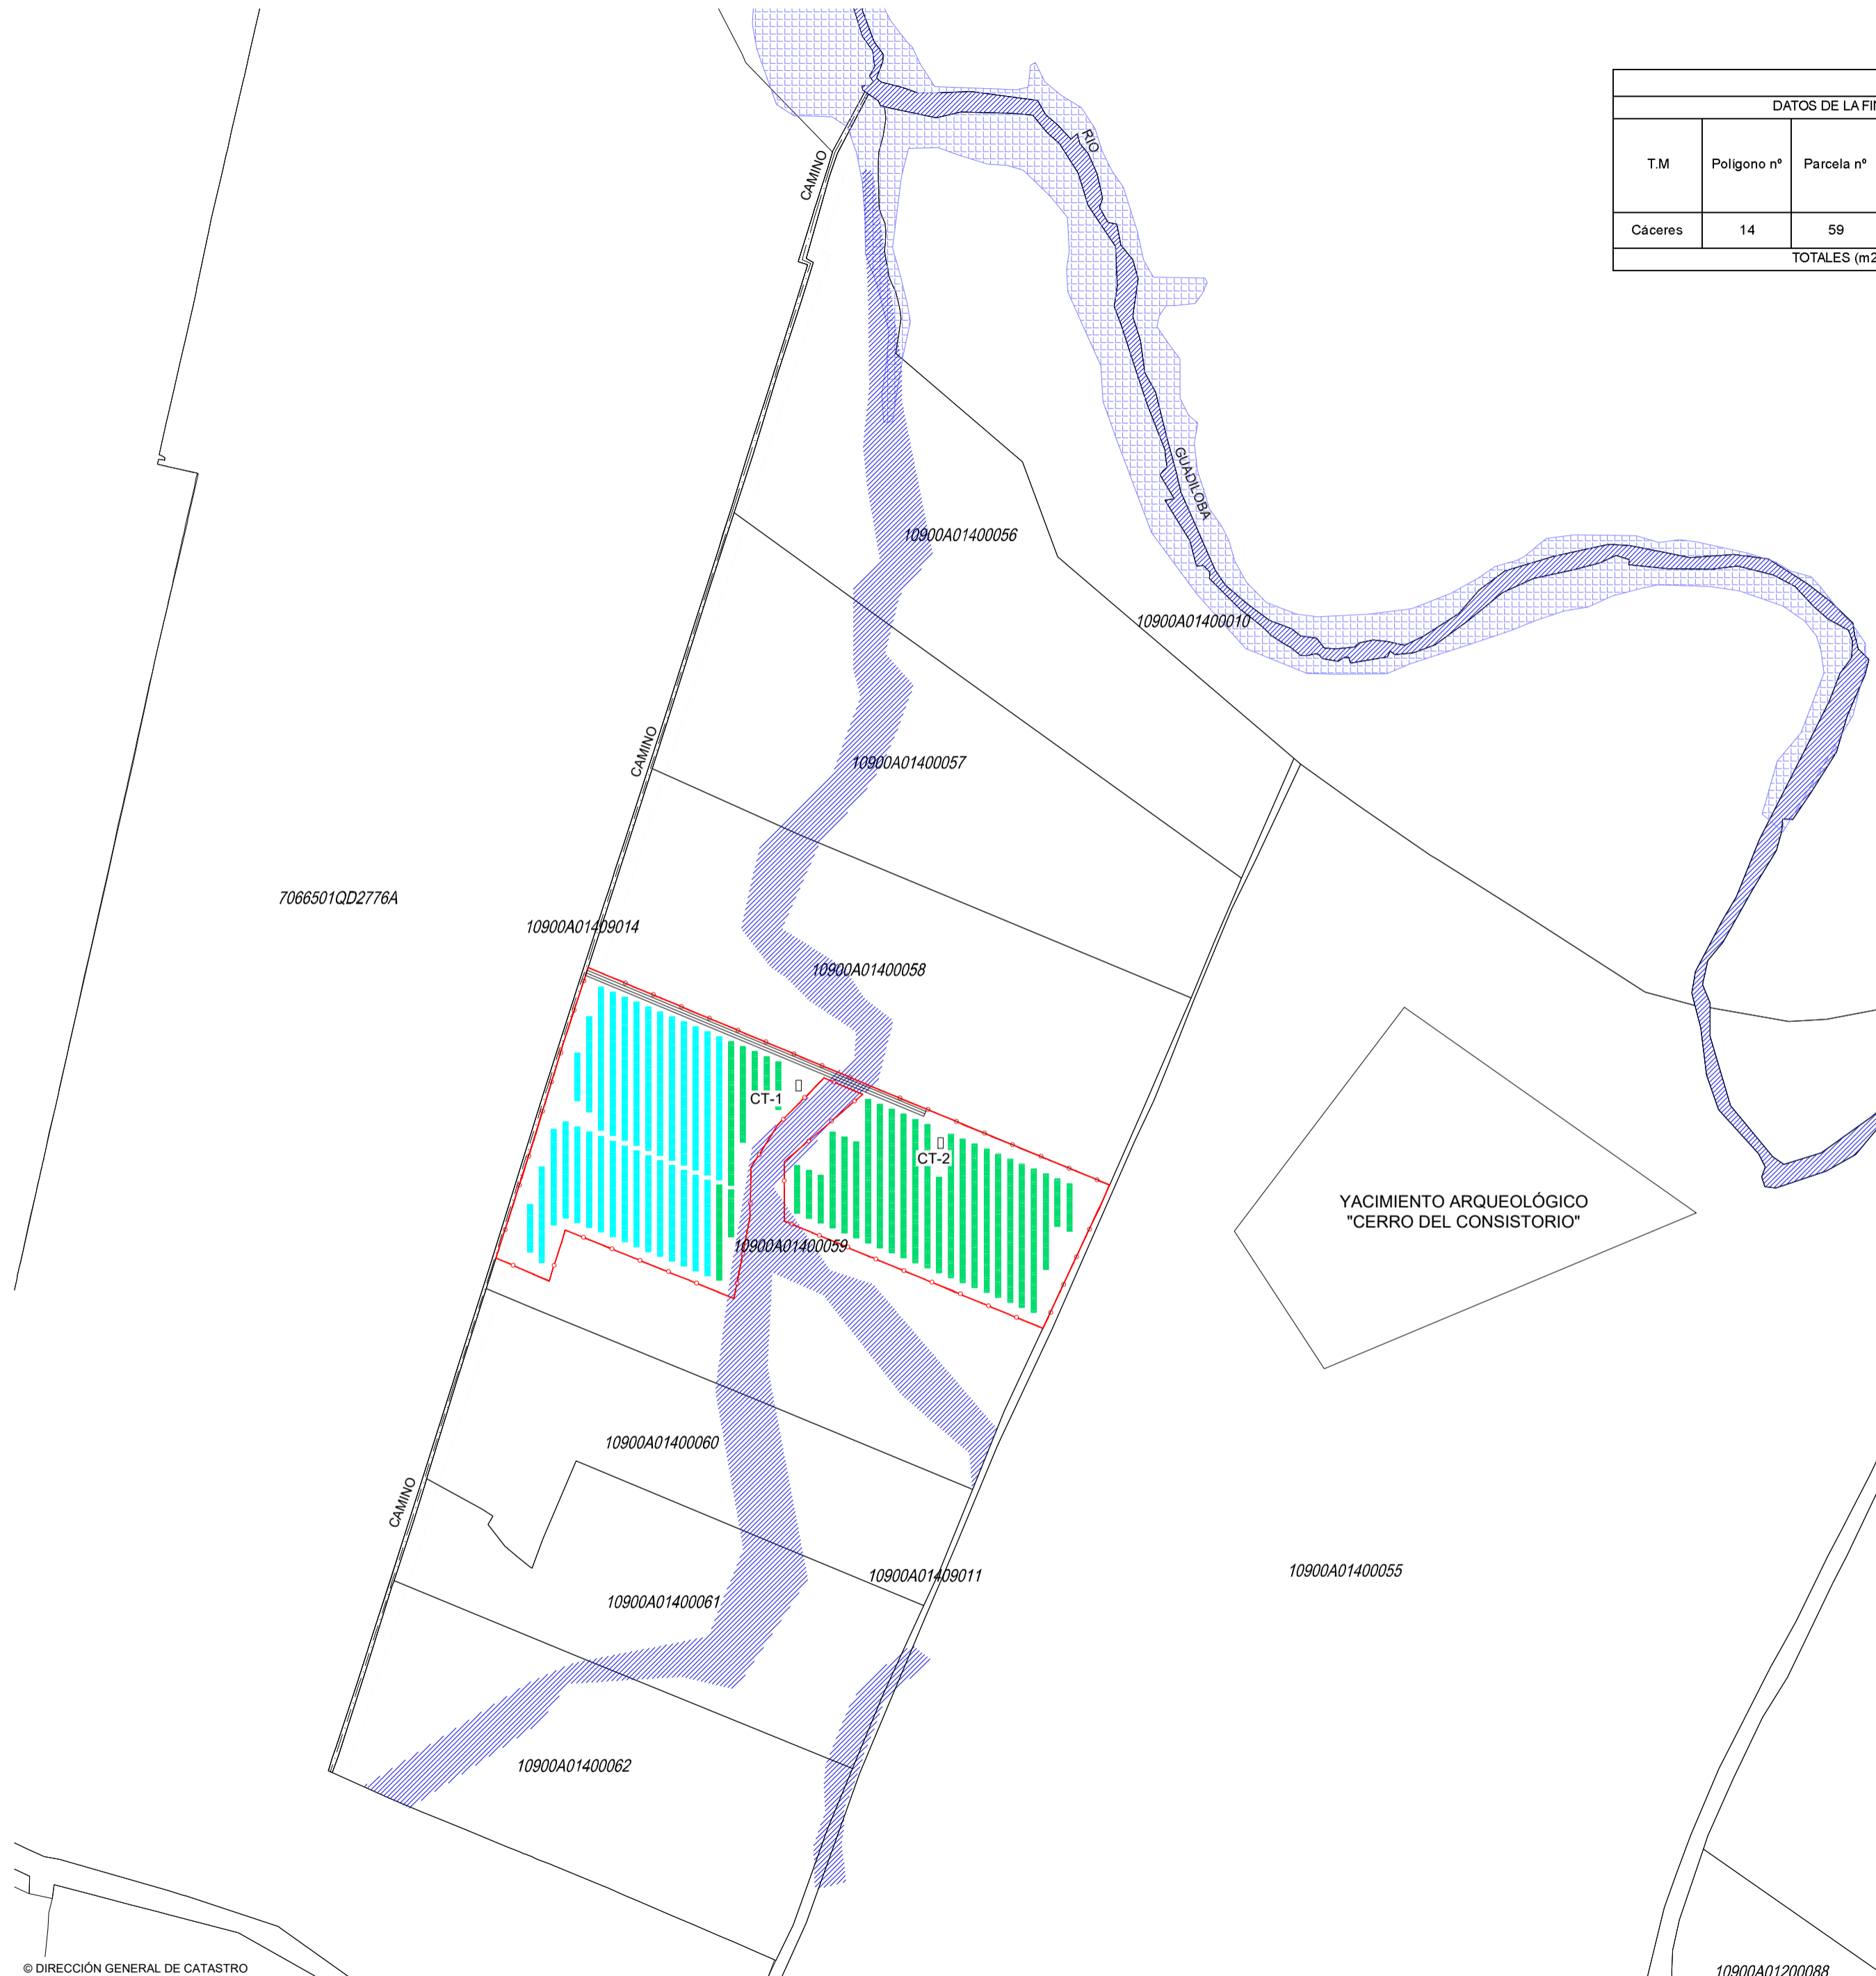 DATOS DE LA FI
T.M
Polígono nº
Parcela nº
Cáceres
14
59
TOTALES (m2
CAMINO
RIO
GUADILOBA
10900A01400056
10900A01400010
CAMINO
10900A01400057
7066501QD2776A
10900A01409014
10900A01400058
CT-1
CT-2
YACIMIENTO ARQUEOLÓGICO
"CERRO DEL CONSISTORIO"
10900A01400059
10900A01400060
CAMINO
10900A01409011
10900A01400055
10900A01400061
10900A01400062
© DIRECCIÓN GENERAL DE CATASTRO
10900A01200088